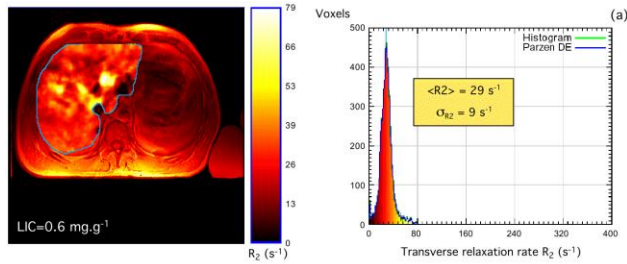 LIC=0.6 mg.g⁻¹
79
66
53
39
26
13
0
R₂ (s⁻¹)
Voxels
(a)
Histogram
Parzen DE
<R2> = 29 s⁻¹
σR2 = 9 s⁻¹
500
400
300
200
100
0
0 80 160 240 320 400
Transverse relaxation rate R₂ (s⁻¹)